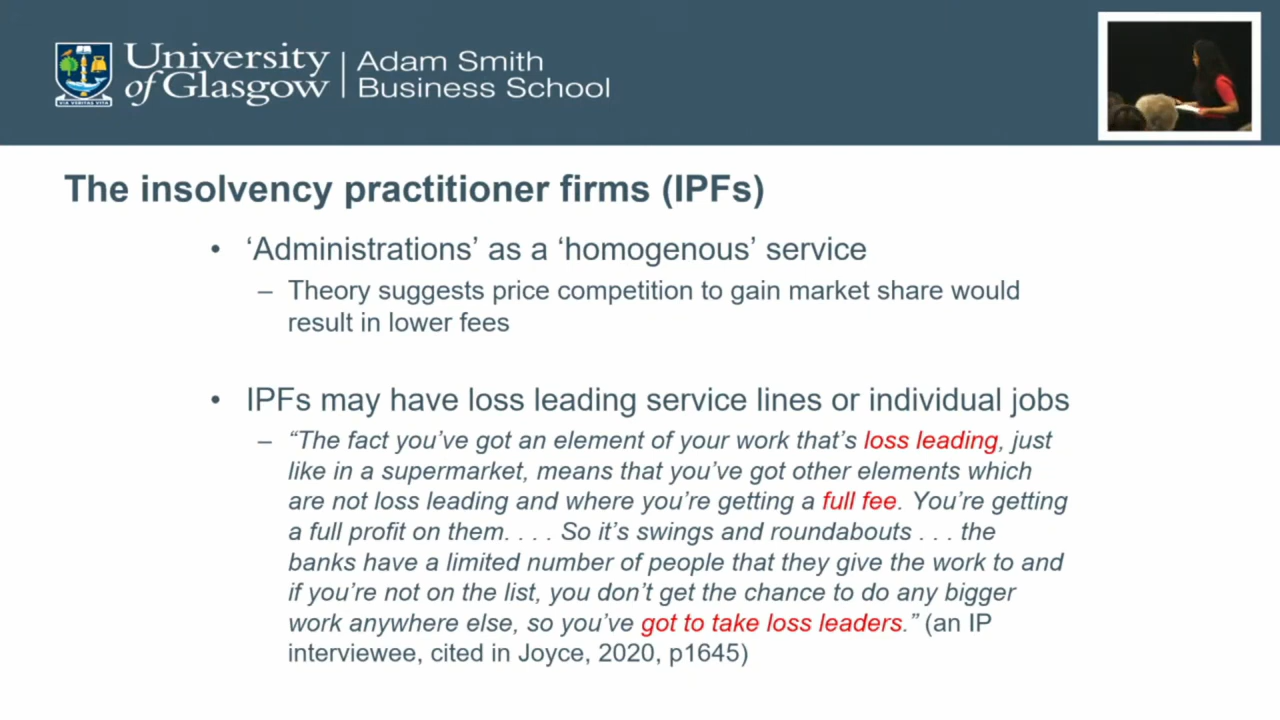 University
of Glasgow
VIA VERITAS VITA
Adam Smith
Business School
The insolvency practitioner firms (IPFs)
• ‘Administrations’ as a ‘homogenous’ service
– Theory suggests price competition to gain market share would
result in lower fees
• IPFs may have loss leading service lines or individual jobs
– “The fact you’ve got an element of your work that’s loss leading, just
like in a supermarket, means that you’ve got other elements which
are not loss leading and where you’re getting a full fee. You’re getting
a full profit on them. . . . So it’s swings and roundabouts . . . the
banks have a limited number of people that they give the work to and
if you’re not on the list, you don’t get the chance to do any bigger
work anywhere else, so you’ve got to take loss leaders.” (an IP
interviewee, cited in Joyce, 2020, p1645)